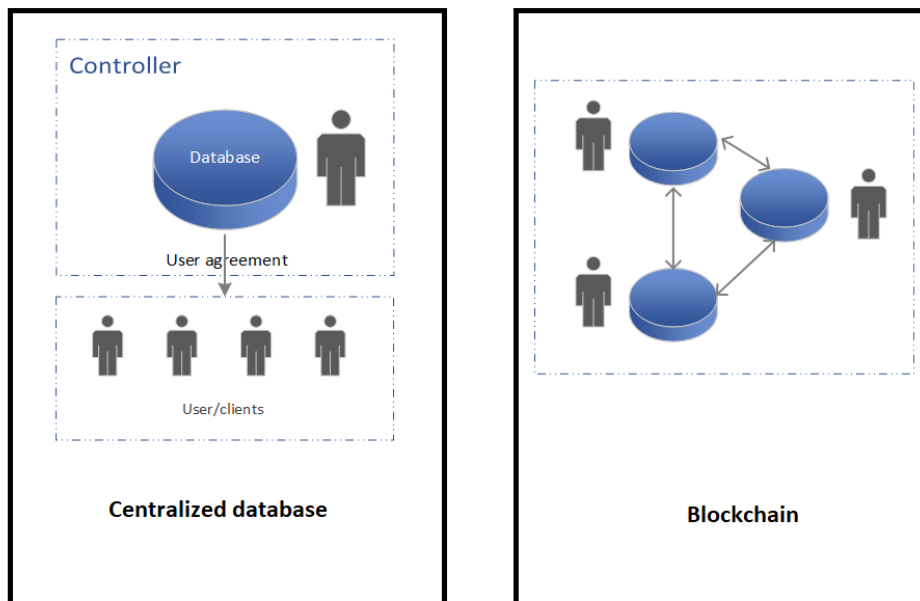 Controller
Database
User agreement
User/clients
Centralized database
Blockchain